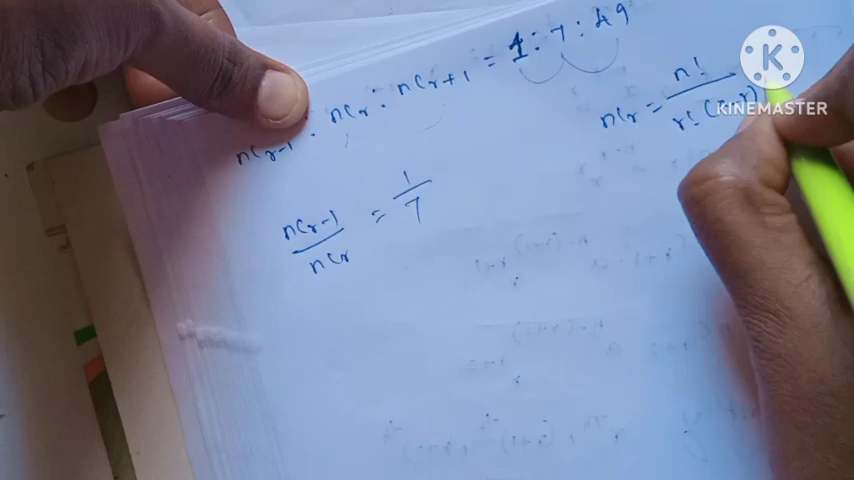 nCr-1 : nCr : nCr+1 = 1 : 7 : 49
nCr = n! / r! (n-r)
nCr-1 / nCr = 1 / 7
K
KINEMASTER